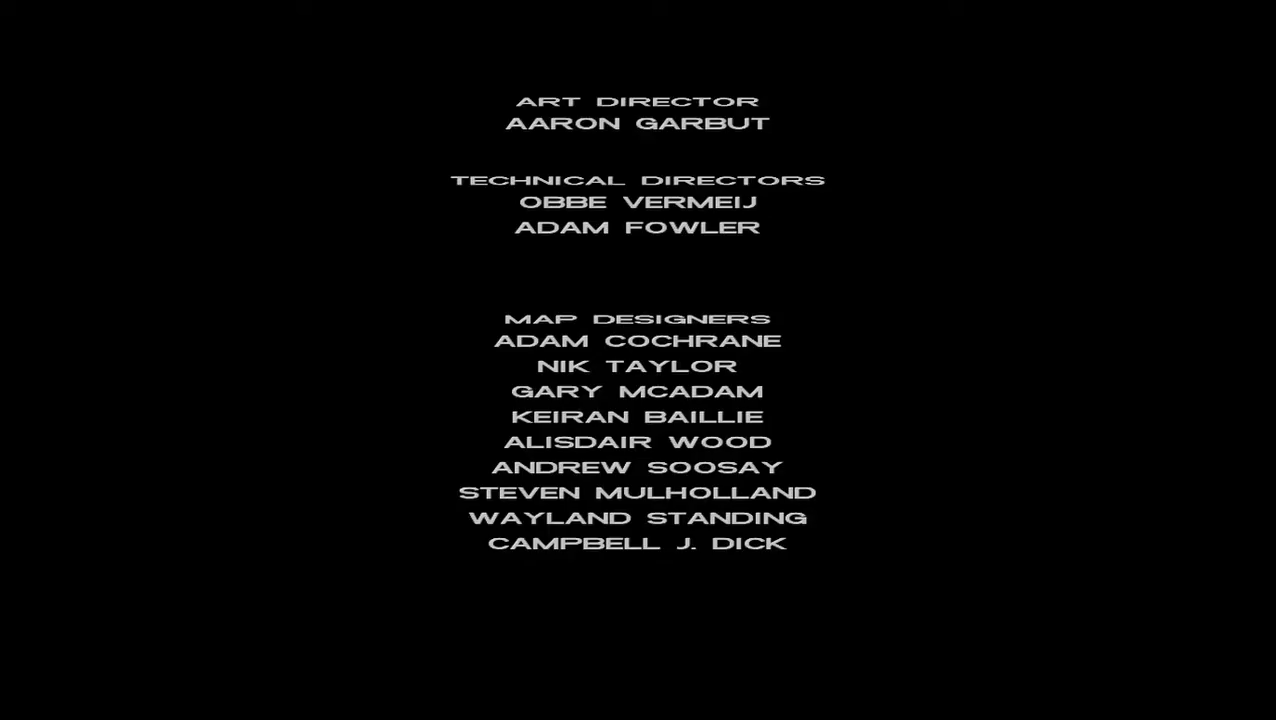 ART DIRECTOR
AARON GARBUT
TECHNICAL DIRECTORS
OBBE VERMEIJ
ADAM FOWLER
MAP DESIGNERS
ADAM COCHRANE
NIK TAYLOR
GARY MCADAM
KEIRAN BAILLIE
ALISDAIR WOOD
ANDREW SOOSAY
STEVEN MULHOLLAND
WAYLAND STANDING
CAMPBELL J. DICK